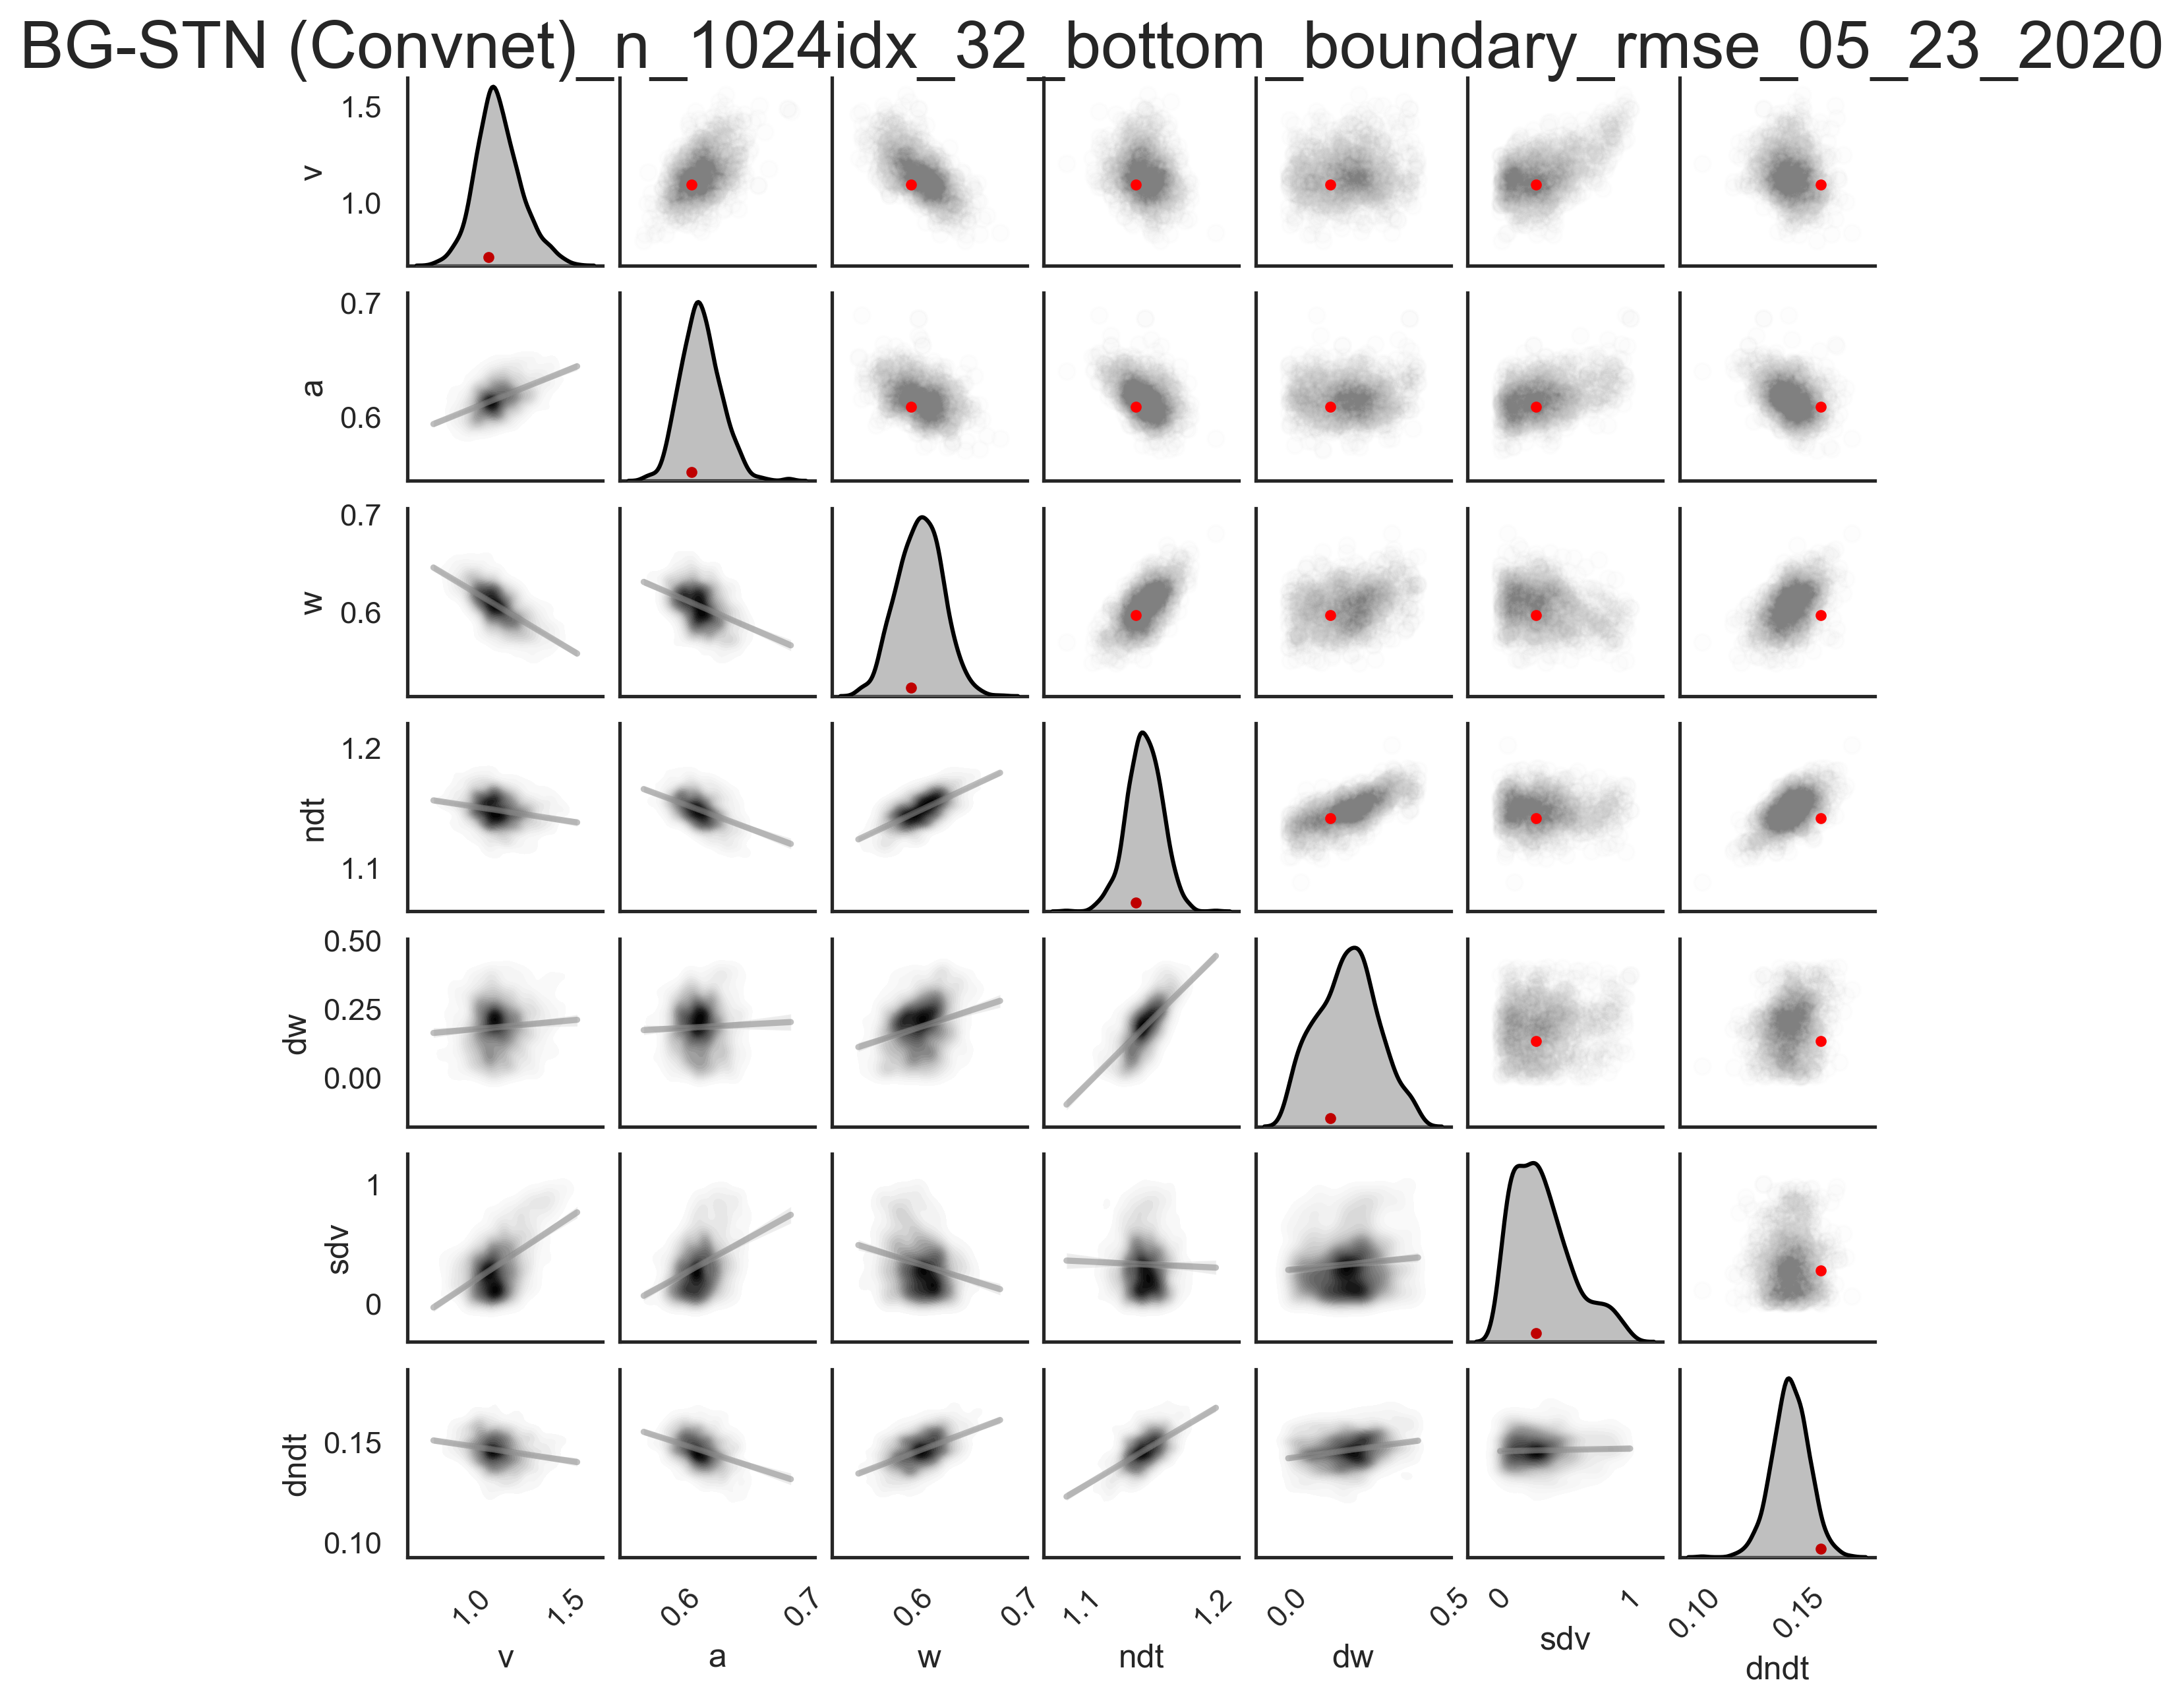 BG-STN (Convnet)_n_1024idx_32_bottom_boundary_rmse_05_23_2020
1.5
v
1.0
0.7
a
0.6
0.7
w
0.6
1.2
ndt
1.1
0.50
0.25
dw
0.00
1
sdv
0
0.15
dndt
0.10
1.0 1.5 0.6 0.7 0.6 0.7 1.1 1.2 0.0 0.5 0 1 0.10 0.15
v a w ndt dw sdv dndt